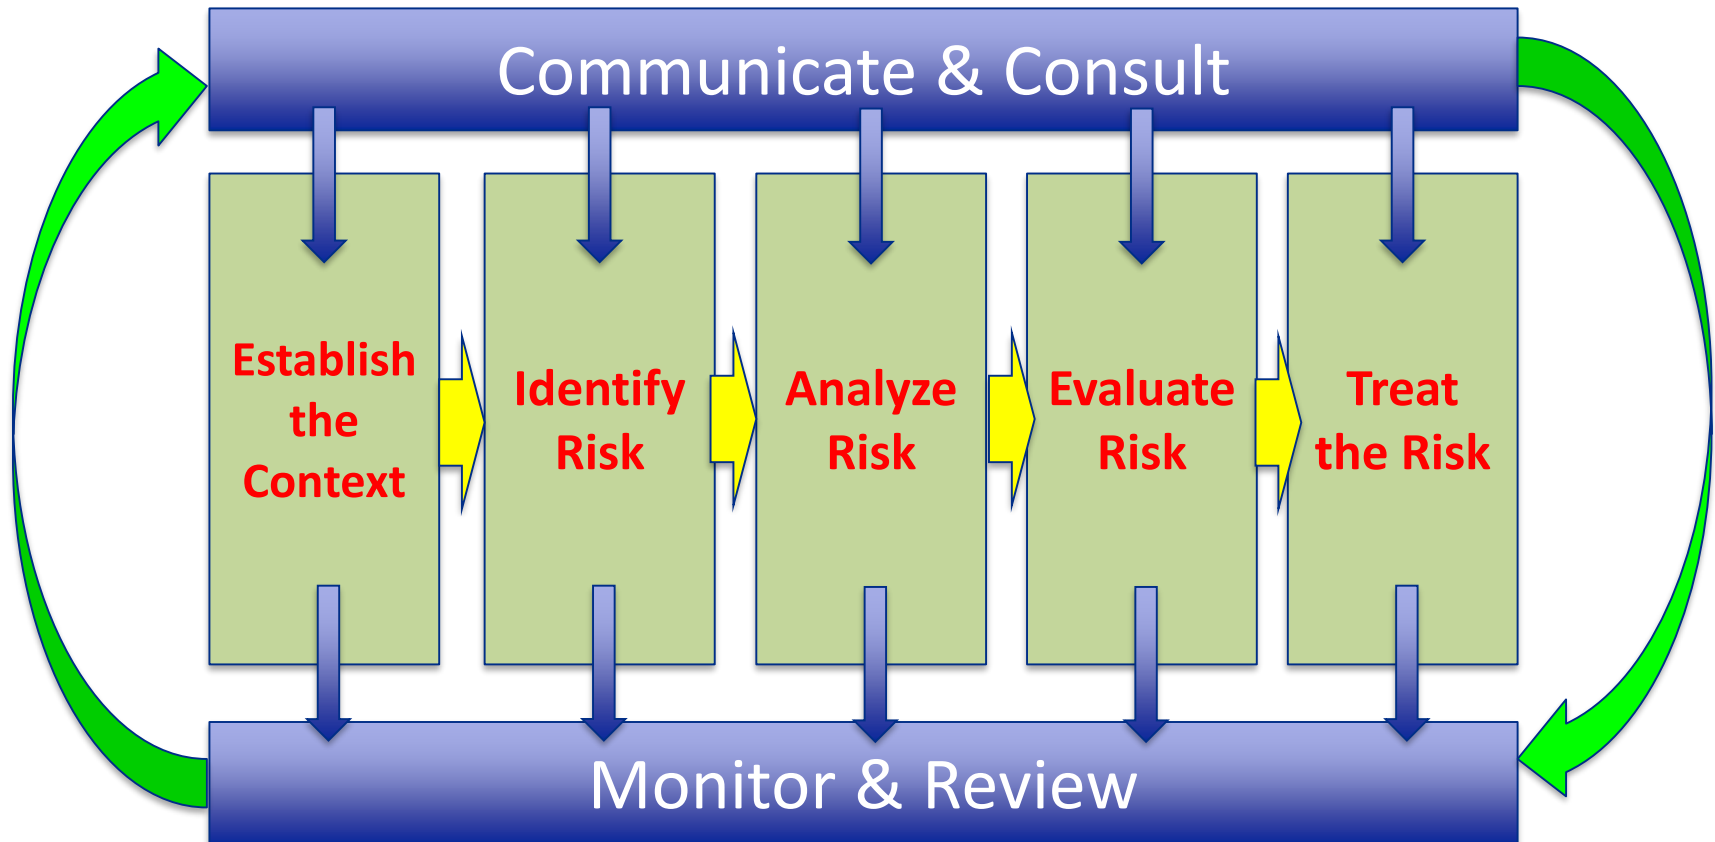 Communicate & Consult
Establish
the
Context
Identify
Risk
Analyze
Risk
Evaluate
Risk
Treat
the Risk
Monitor & Review